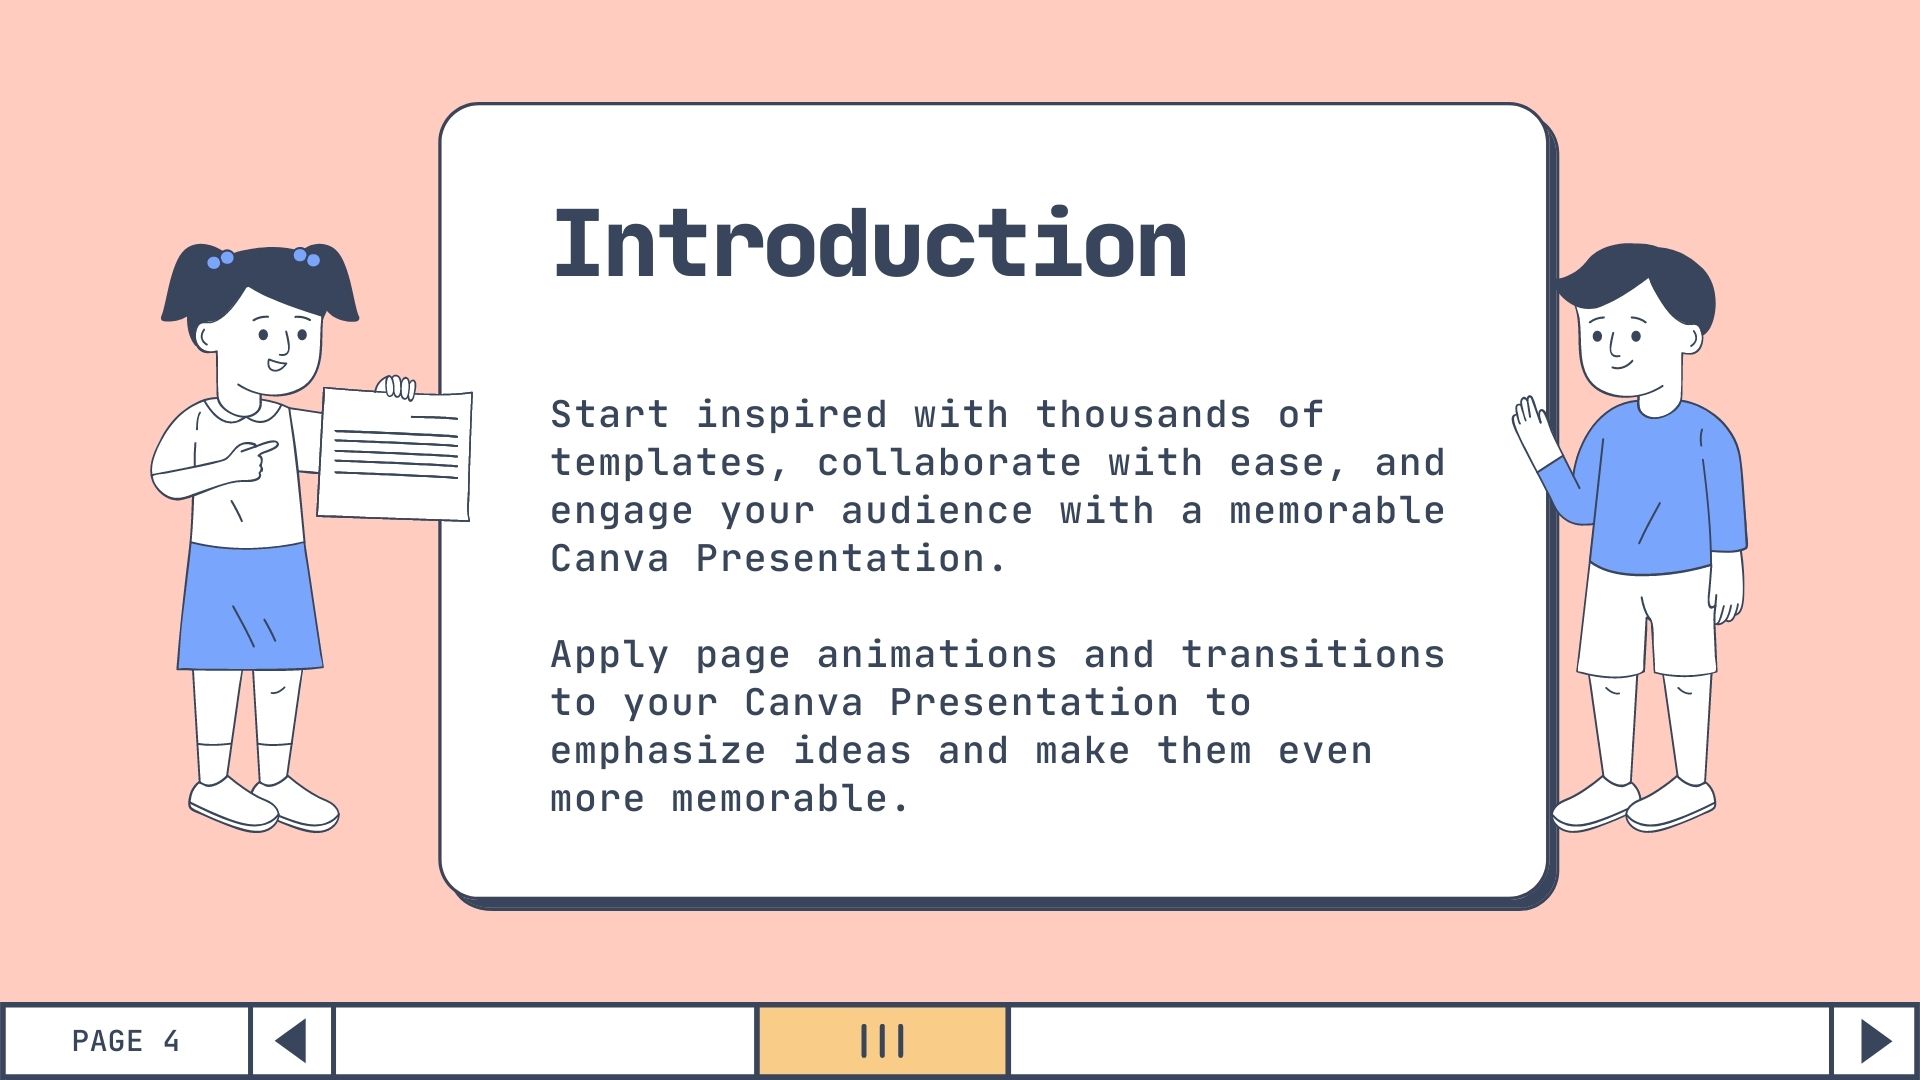 Introduction
Start inspired with thousands of
templates, collaborate with ease, and
engage your audience with a memorable
Canva Presentation.
Apply page animations and transitions
to your Canva Presentation to
emphasize ideas and make them even
more memorable.
PAGE 4